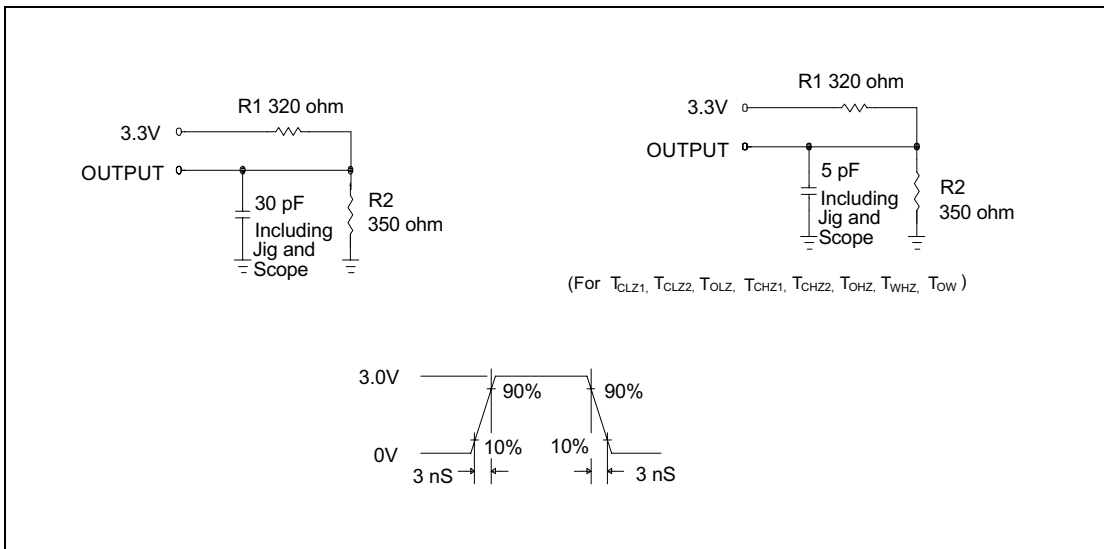 R1 320 ohm
3.3V
OUTPUT
30 pF
Including
Jig and
Scope
R2
350 ohm
R1 320 ohm
3.3V
OUTPUT
5 pF
Including
Jig and
Scope
R2
350 ohm
(For TCLZ1, TCLZ2, TOLZ, TCHZ1, TCHZ2, TOHZ, TWHZ, TOW )
3.0V
90%
90%
0V
10%
10%
3 nS
3 nS